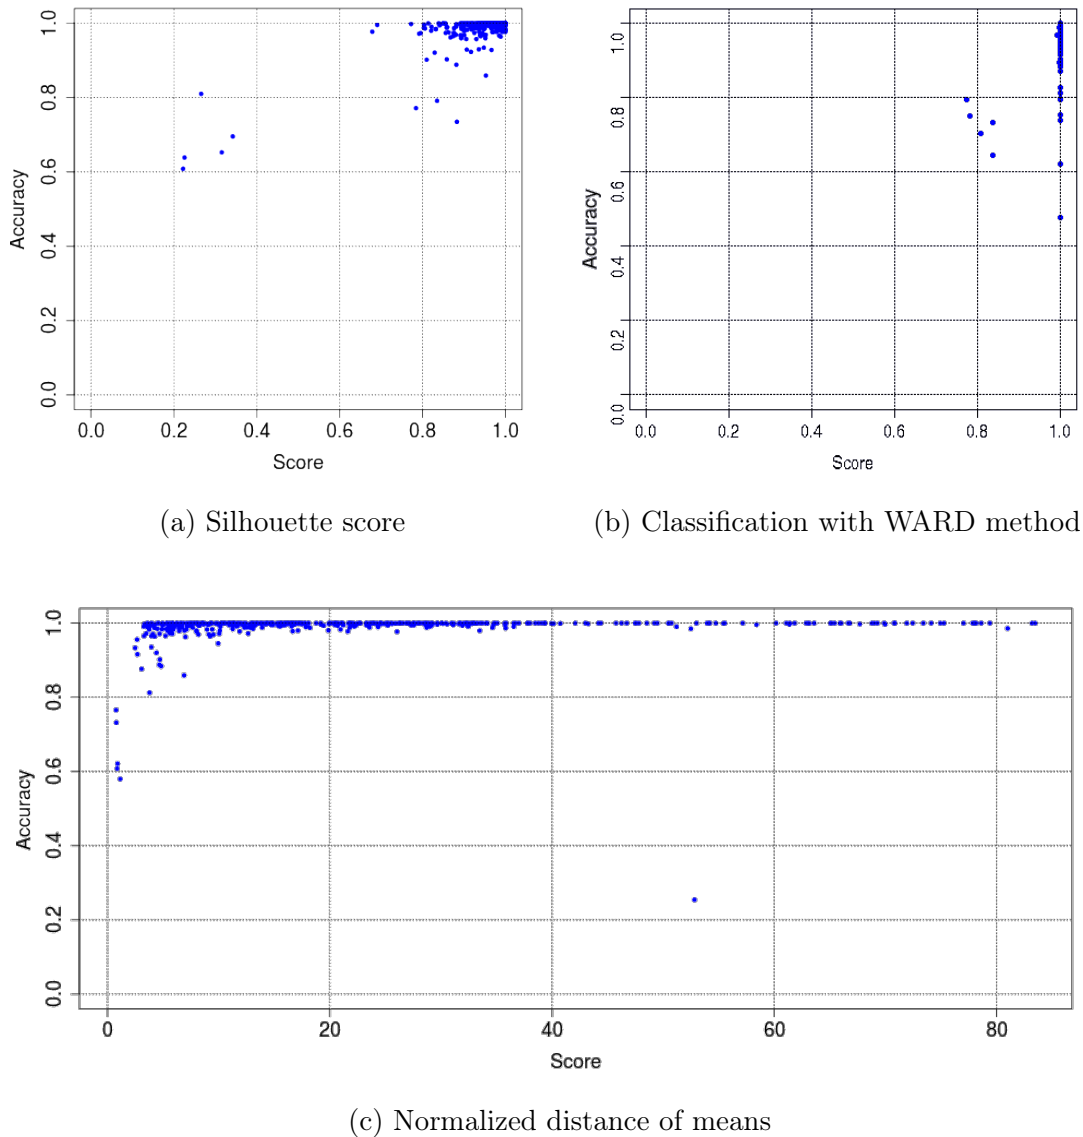 1.0
0.8
0.6
0.4
0.2
0.0
Accuracy
0.0 0.2 0.4 0.6 0.8 1.0
Score
(a) Silhouette score
1.0
0.8
0.6
0.4
0.2
0.0
Accuracy
0.0 0.2 0.4 0.6 0.8 1.0
Score
(b) Classification with WARD method
1.0
0.8
0.6
0.4
0.2
0.0
Accuracy
0 20 40 60 80
Score
(c) Normalized distance of means